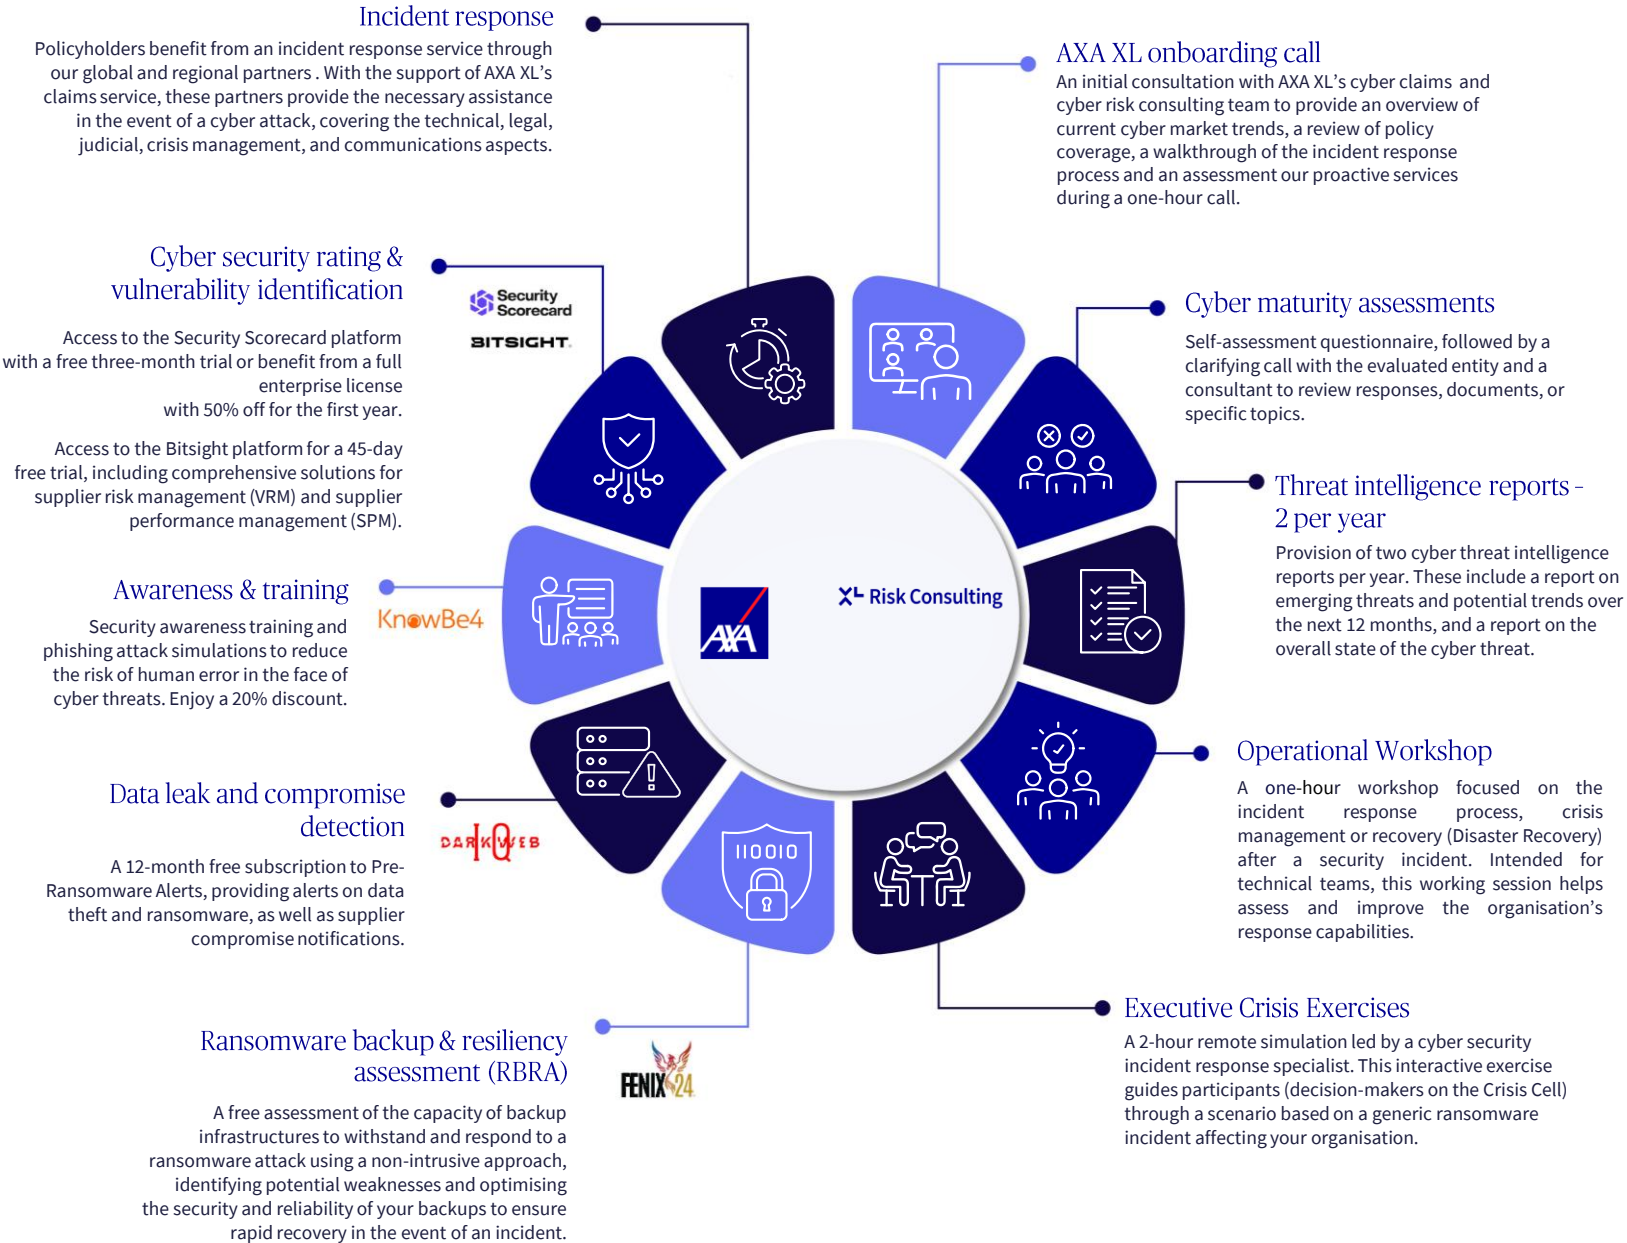 Incident response
Policyholders benefit from an incident response service through
our global and regional partners . With the support of AXA XL’s
claims service, these partners provide the necessary assistance
in the event of a cyber attack, covering the technical, legal,
judicial, crisis management, and communications aspects.
AXA XL onboarding call
An initial consultation with AXA XL’s cyber claims and
cyber risk consulting team to provide an overview of
current cyber market trends, a review of policy
coverage, a walkthrough of the incident response
process and an assessment our proactive services
during a one-hour call.
Cyber security rating &
vulnerability identification
Security
Scorecard
BITSIGHT
Access to the Security Scorecard platform
with a free three-month trial or benefit from a full
enterprise license
with 50% off for the first year.
Access to the Bitsight platform for a 45-day
free trial, including comprehensive solutions for
supplier risk management (VRM) and supplier
performance management (SPM).
Cyber maturity assessments
Self-assessment questionnaire, followed by a
clarifying call with the evaluated entity and a
consultant to review responses, documents, or
specific topics.
Threat intelligence reports -
2 per year
Provision of two cyber threat intelligence
reports per year. These include a report on
emerging threats and potential trends over
the next 12 months, and a report on the
overall state of the cyber threat.
Awareness & training
KnowBe4
Security awareness training and
phishing attack simulations to reduce
the risk of human error in the face of
cyber threats. Enjoy a 20% discount.
AXA
XL Risk Consulting
Operational Workshop
A one-hour workshop focused on the
incident response process, crisis
management or recovery (Disaster Recovery)
after a security incident. Intended for
technical teams, this working session helps
assess and improve the organisation’s
response capabilities.
Data leak and compromise
detection
DARKWEB IQ
A 12-month free subscription to Pre-
Ransomware Alerts, providing alerts on data
theft and ransomware, as well as supplier
compromise notifications.
110010
Executive Crisis Exercises
A 2-hour remote simulation led by a cyber security
incident response specialist. This interactive exercise
guides participants (decision-makers on the Crisis Cell)
through a scenario based on a generic ransomware
incident affecting your organisation.
Ransomware backup & resiliency
assessment (RBRA)
FENIX24
A free assessment of the capacity of backup
infrastructures to withstand and respond to a
ransomware attack using a non-intrusive approach,
identifying potential weaknesses and optimising
the security and reliability of your backups to ensure
rapid recovery in the event of an incident.